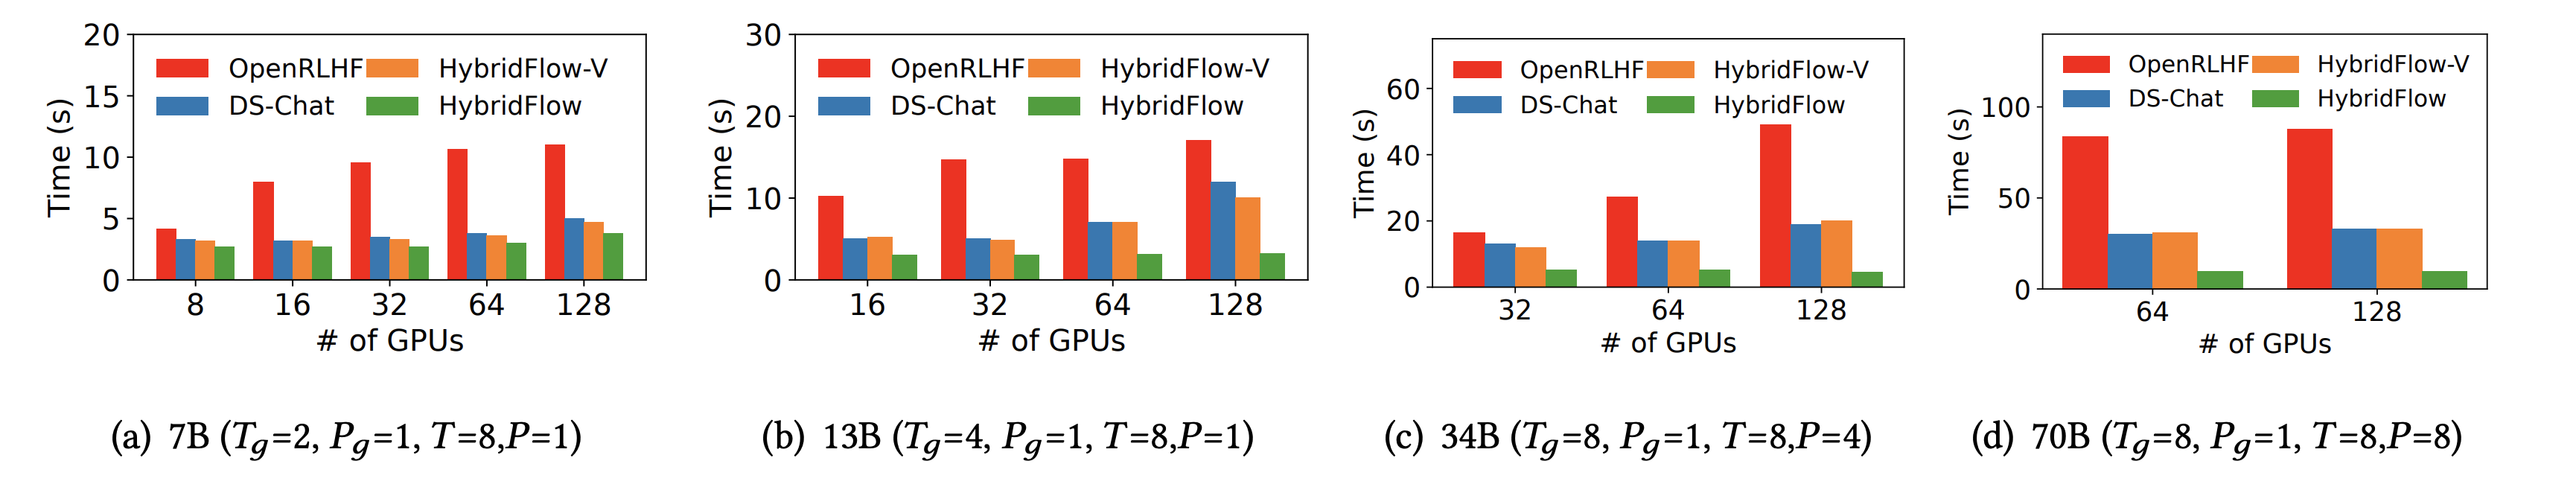 20
15
10
5
0
Time (s)
OpenRLHF
HybridFlow-V
DS-Chat
HybridFlow
8 16 32 64 128
# of GPUs
(a) 7B (Tg=2, Pg=1, T=8,P=1)
30
20
10
0
Time (s)
OpenRLHF
HybridFlow-V
DS-Chat
HybridFlow
16 32 64 128
# of GPUs
(b) 13B (Tg=4, Pg=1, T=8,P=1)
60
40
20
0
Time (s)
OpenRLHF
HybridFlow-V
DS-Chat
HybridFlow
32 64 128
# of GPUs
(c) 34B (Tg=8, Pg=1, T=8,P=4)
100
50
0
Time (s)
OpenRLHF
HybridFlow-V
DS-Chat
HybridFlow
64 128
# of GPUs
(d) 70B (Tg=8, Pg=1, T=8,P=8)